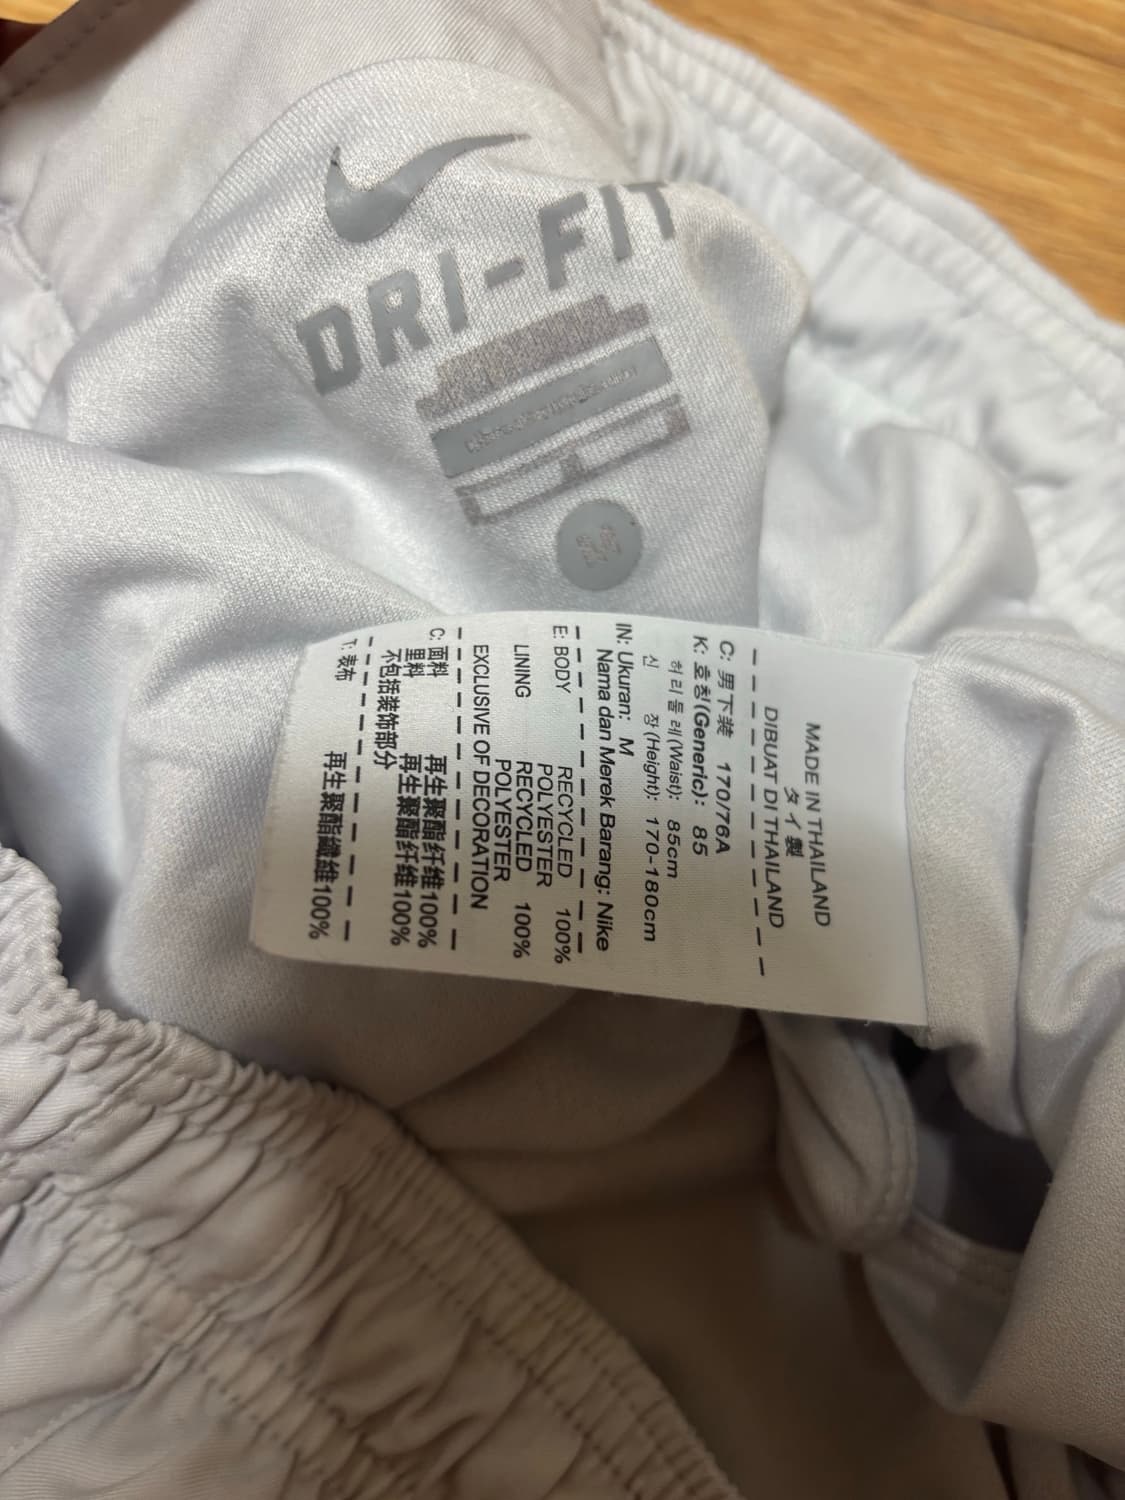 DRI-FIT
MADE IN THAILAND
タイ製
DIBUAT DI THAILAND
C: 男下装 170/76A
K: 호칭(Generic): 85
허리둘레(Waist): 85cm
신 장(Height): 170-180cm
IN: Ukuran: M
Nama dan Merek Barang: Nike
E: BODY RECYCLED 100%
POLYESTER
LINING RECYCLED 100%
POLYESTER
EXCLUSIVE OF DECORATION
C: 面料 再生聚酯纤维100%
里料 再生聚酯纤维100%
不包括装饰部分
T: 表布 再生聚酯纖維100%